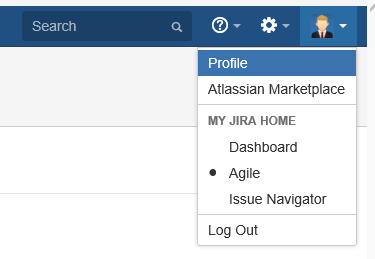 Search
Profile
Atlassian Marketplace
MY JIRA HOME
Dashboard
Agile
Issue Navigator
Log Out